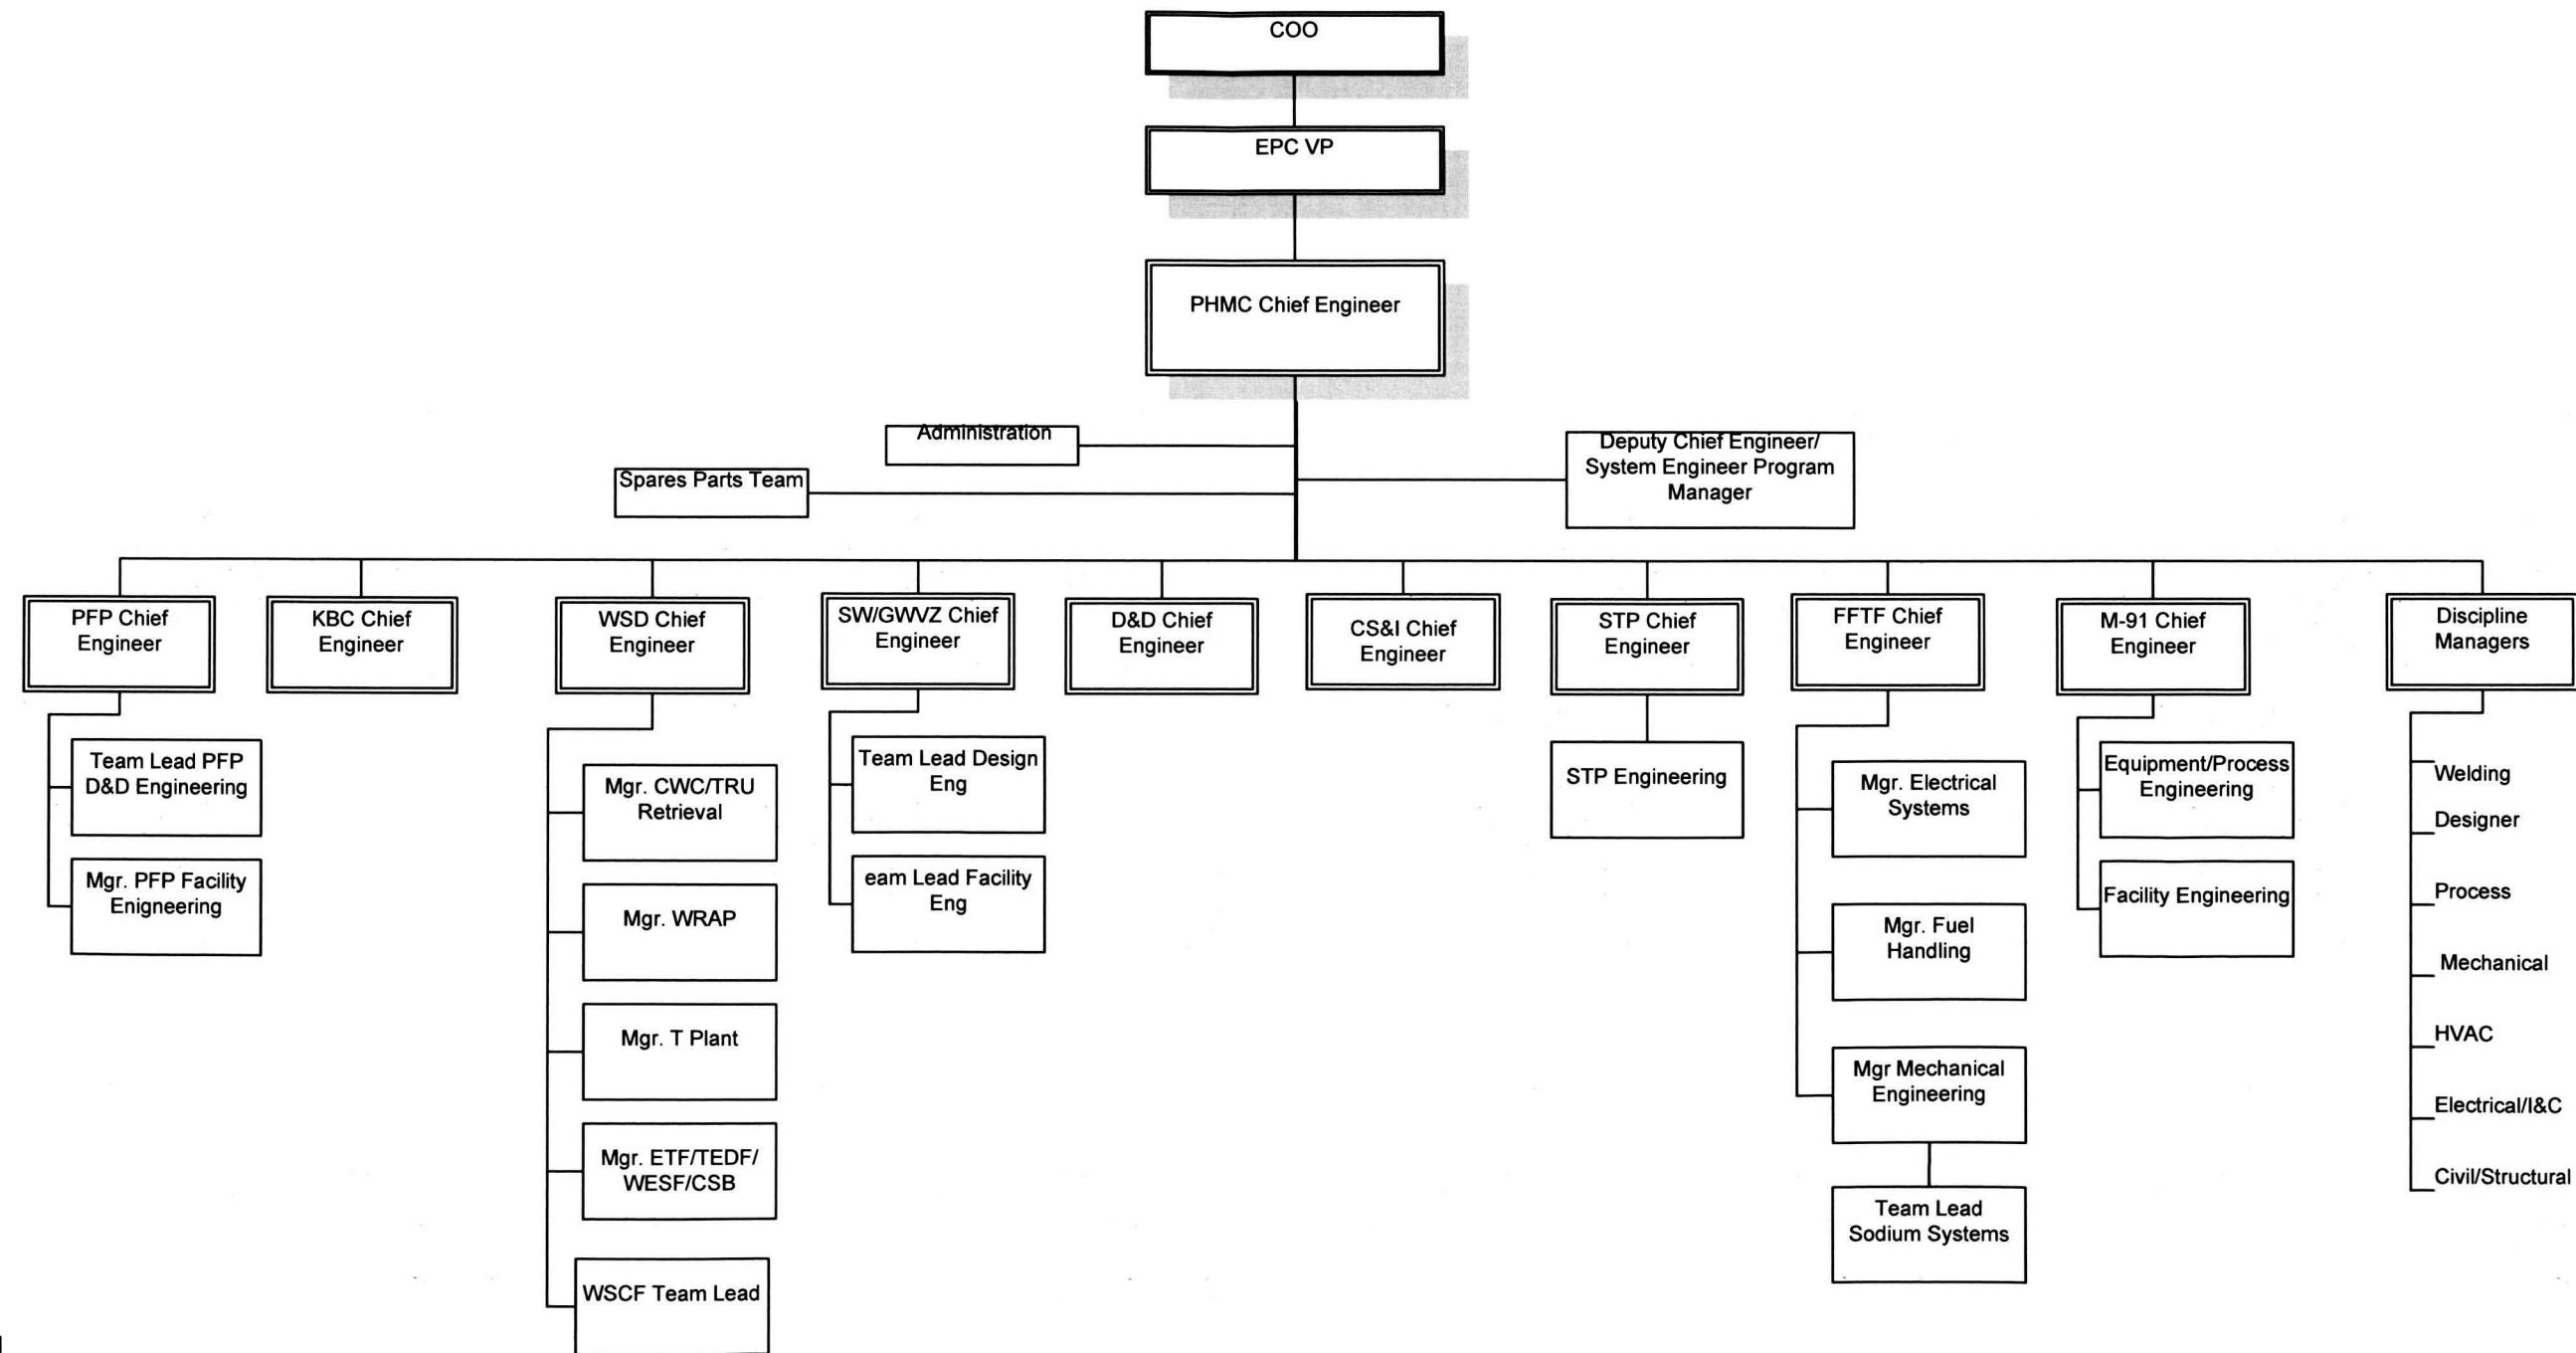 COO
EPC VP
PHMC Chief Engineer
Administration
Spares Parts Team
Deputy Chief Engineer/
System Engineer Program
Manager
PFP Chief
Engineer
KBC Chief
Engineer
WSD Chief
Engineer
SW/GWVZ Chief
Engineer
D&D Chief
Engineer
CS&I Chief
Engineer
STP Chief
Engineer
FFTF Chief
Engineer
M-91 Chief
Engineer
Discipline
Managers
Team Lead PFP
D&D Engineering
Mgr. PFP Facility
Enigneering
Mgr. CWC/TRU
Retrieval
Mgr. WRAP
Mgr. T Plant
Mgr. ETF/TEDF/
WESF/CSB
WSCF Team Lead
Team Lead Design
Eng
eam Lead Facility
Eng
STP Engineering
Mgr. Electrical
Systems
Mgr. Fuel
Handling
Mgr Mechanical
Engineering
Team Lead
Sodium Systems
Equipment/Process
Engineering
Facility Engineering
Welding
Designer
Process
Mechanical
HVAC
Electrical/I&C
Civil/Structural